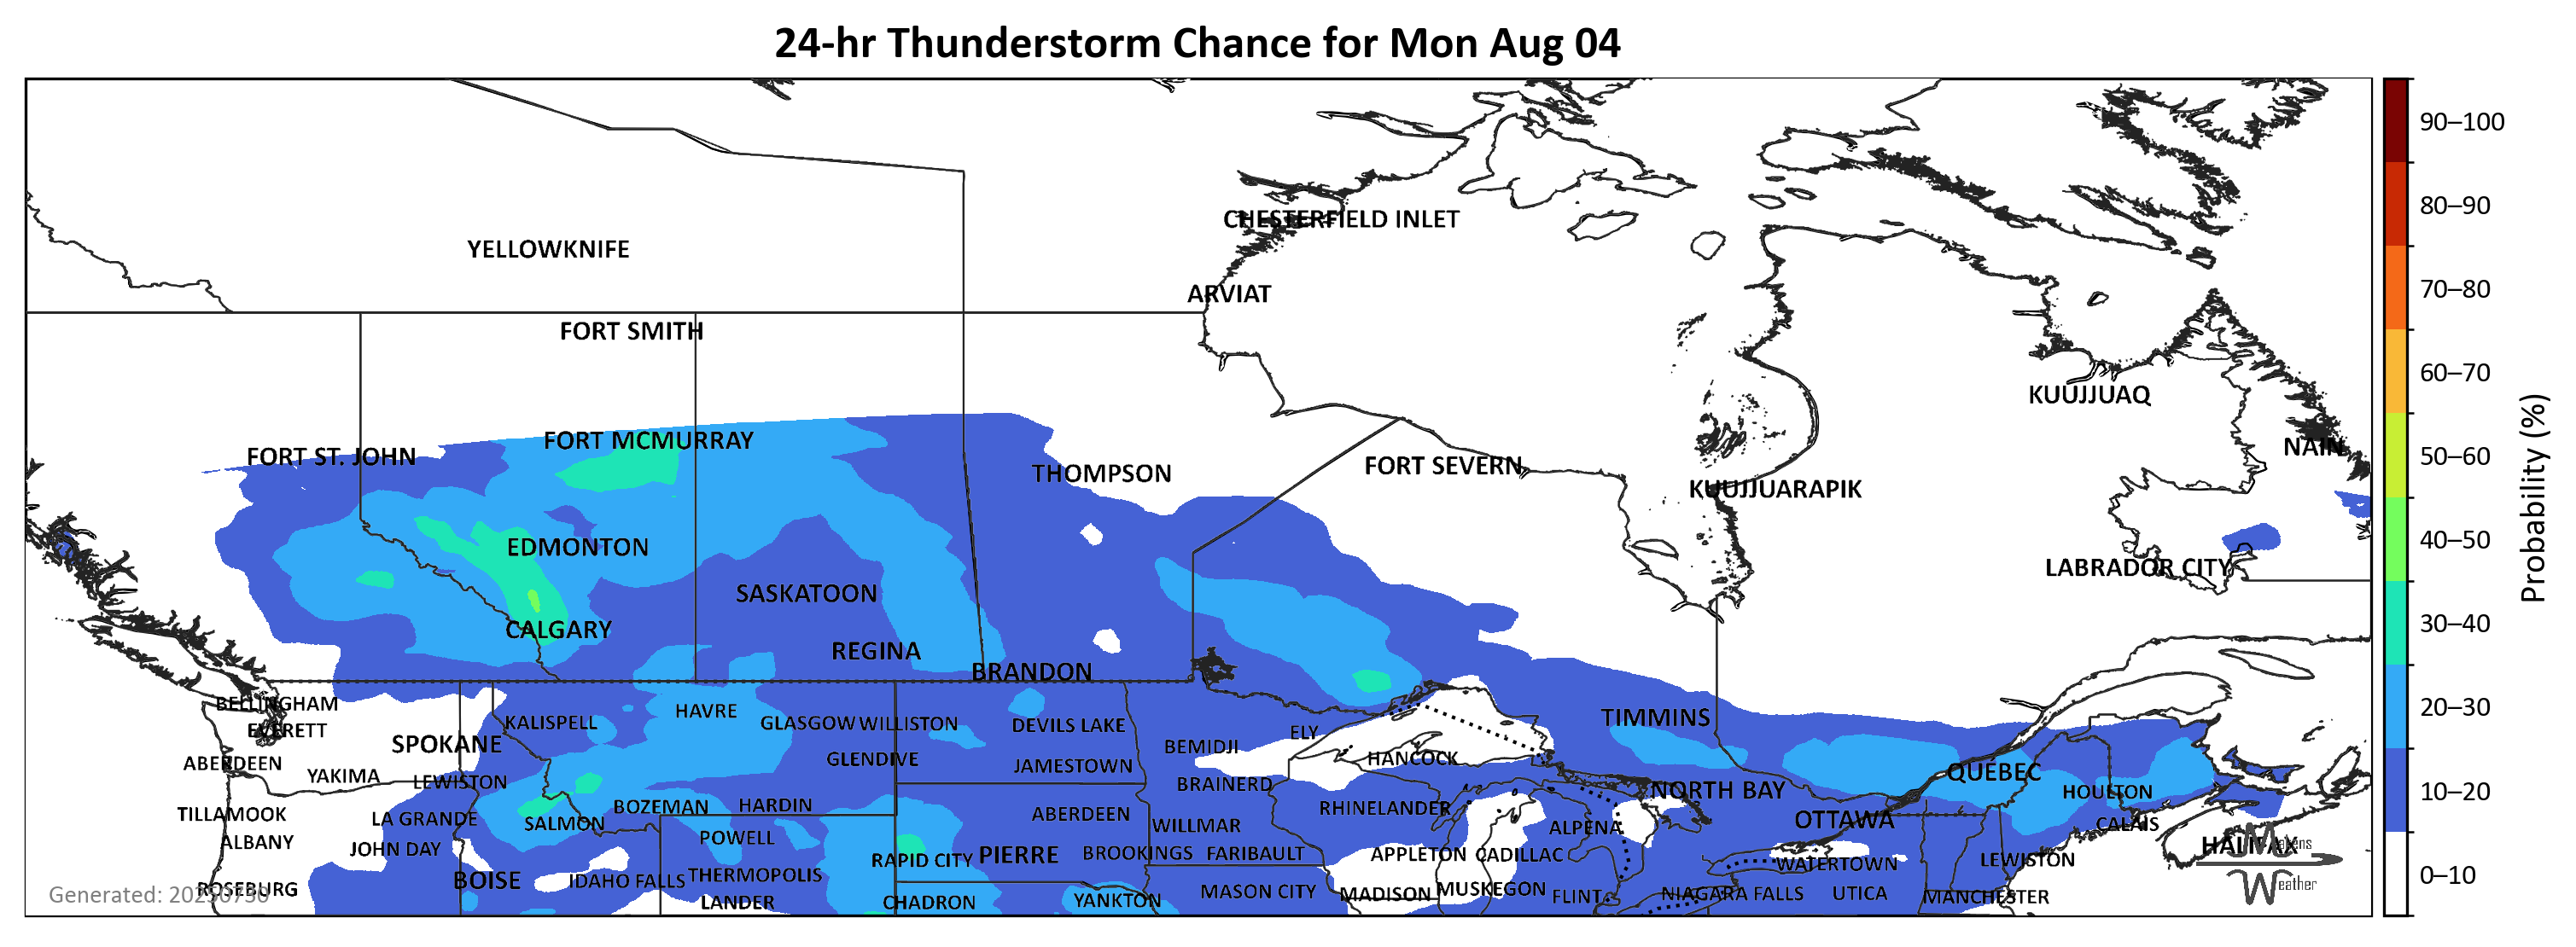 24-hr Thunderstorm Chance for Mon Aug 04
90–100
80–90
CHESTERFIELD INLET
YELLOWKNIFE
70–80
ARVIAT
FORT SMITH
60–70
KUUJJUAQ
FORT MCMURRAY
NAIN
50–60
FORT ST. JOHN
FORT SEVERN
THOMPSON
KUUJJUARAPIK
Probability (%)
40–50
EDMONTON
LABRADOR CITY
SASKATOON
30–40
CALGARY
REGINA
BRANDON
BELLINGHAM
20–30
HAVRE
TIMMINS
KALISPELL
GLASGOW
WILLISTON
DEVILS LAKE
EVERETT
ELY
SPOKANE
BEMIDJI
GLENDIVE
HANCOCK
ABERDEEN
JAMESTOWN
QUÉBEC
YAKIMA
LEWISTON
BRAINERD
NORTH BAY
HOULTON
10–20
BOZEMAN
HARDIN
RHINELANDER
TILLAMOOK
ABERDEEN
LA GRANDE
OTTAWA
SALMON
WILLMAR
ALPENA
CALAIS
POWELL
ALBANY
HALIFAX
JOHN DAY
BROOKINGS
FARIBAULT
APPLETON
CADILLAC
PIERRE
RAPID CITY
LEWISTON
WATERTOWN
THERMOPOLIS
0–10
BOISE
IDAHO FALLS
eather
ROSEBURG
MUSKEGON
MASON CITY
MADISON
NIAGARA FALLS
UTICA
Generated: 20250730
FLINT
MANCHESTER
YANKTON
LANDER
CHADRON